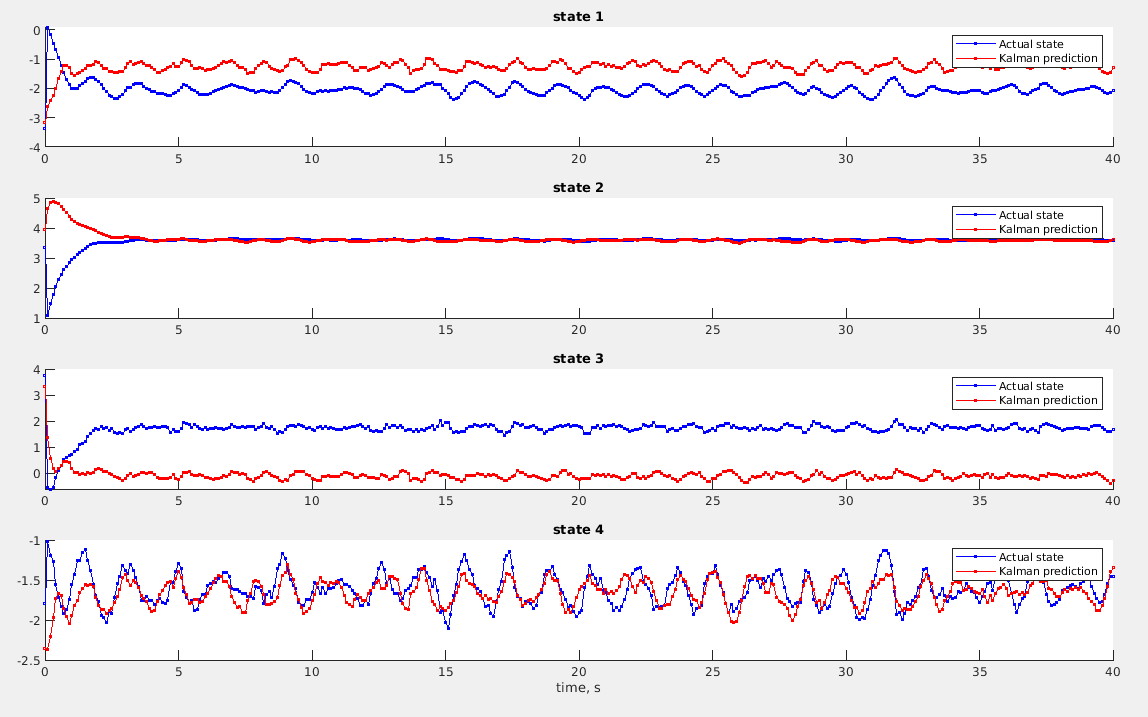 state 1
0
-1
-2
-3
-4
Actual state
Kalman prediction
0 5 10 15 20 25 30 35 40
state 2
5
4
3
2
1
Actual state
Kalman prediction
0 5 10 15 20 25 30 35 40
state 3
4
3
2
1
0
Actual state
Kalman prediction
0 5 10 15 20 25 30 35 40
state 4
-1
-1.5
-2
-2.5
Actual state
Kalman prediction
0 5 10 15 20 25 30 35 40
time, s